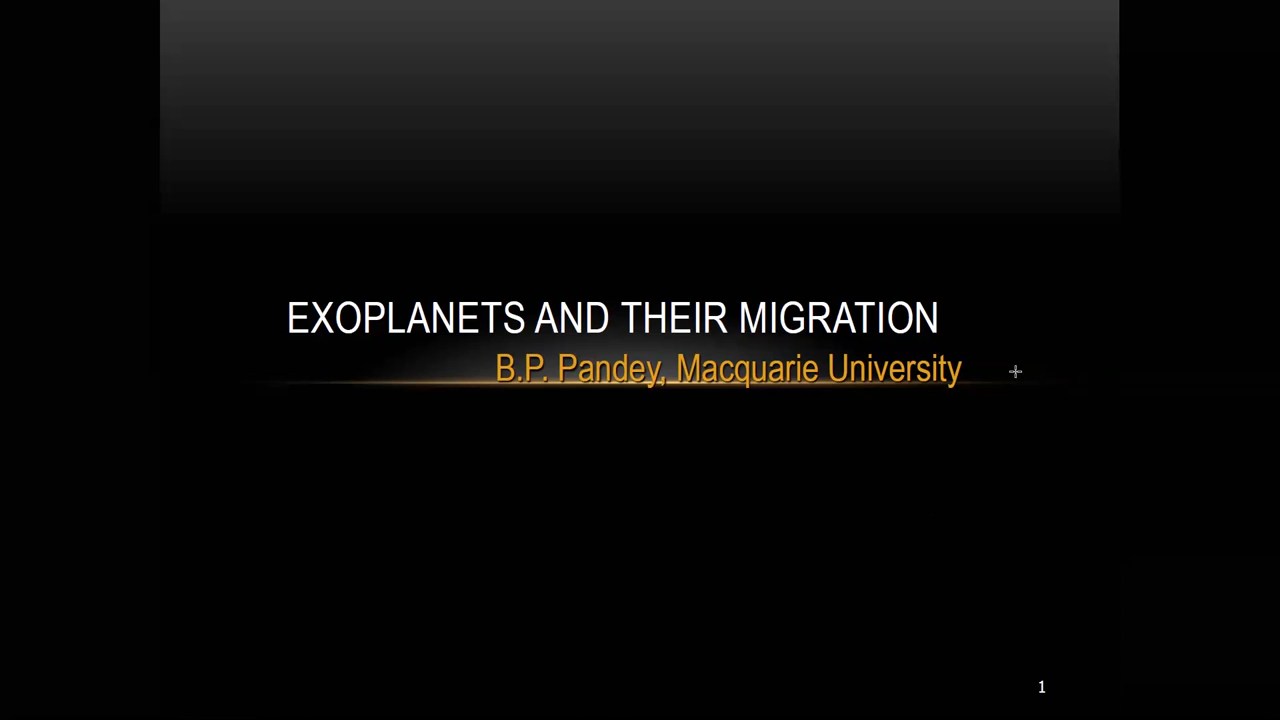 EXOPLANETS AND THEIR MIGRATION
B.P. Pandey, Macquarie University
1